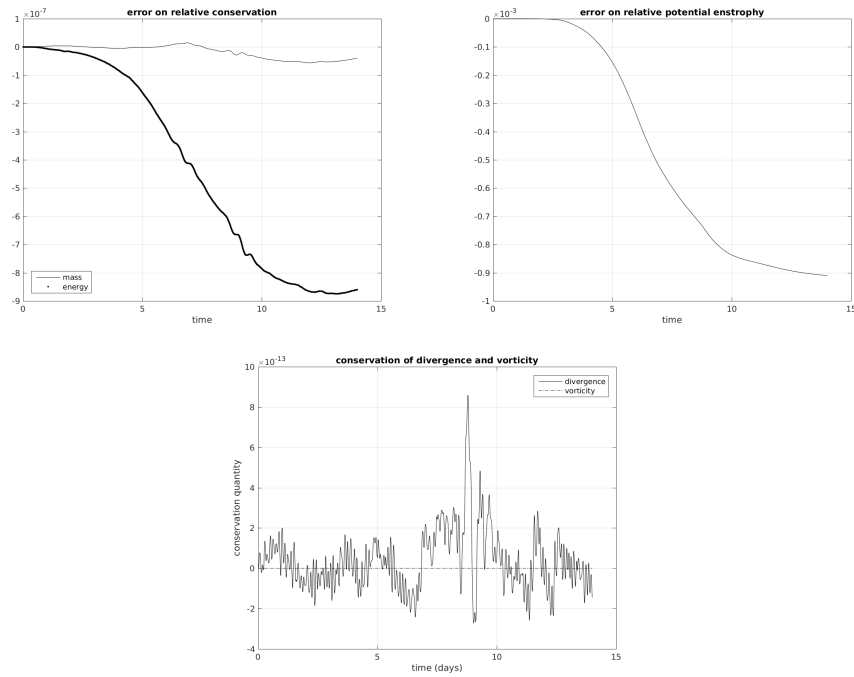 error on relative conservation
×10⁻⁷
1
0
-1
-2
-3
-4
-5
-6
-7
-8
-9
0 5 10 15
time
mass
energy
error on relative potential enstrophy
×10⁻³
0
-0.1
-0.2
-0.3
-0.4
-0.5
-0.6
-0.7
-0.8
-0.9
-1
0 5 10 15
time
conservation of divergence and vorticity
×10⁻¹³
10
8
6
4
2
0
-2
-4
0 5 10 15
time (days)
conservation quantity
divergence
vorticity